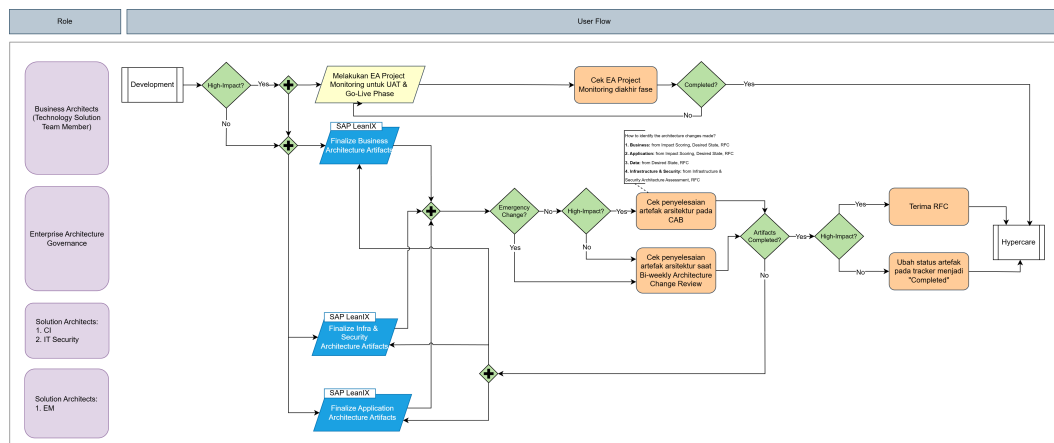 Role
User Flow
Business Architects
(Technology Solution
Team Member)
Development
High-Impact?
Yes
No
Melakukan EA Project
Monitoring untuk UAT &
Go-Live Phase
Cek EA Project
Monitoring diakhir fase
Completed?
Yes
No
SAP LeanIX
Finalize Business
Architecture Artifacts
How to identify the architecture changes made?
1. Business: from Impact Scoring, Desired State, RFC
2. Application: from Impact Scoring, Desired State, RFC
3. Data: from Desired State, RFC
4. Infrastructure & Security: from Infrastructure &
Security Architecture Assessment, RFC
Enterprise Architecture
Governance
Emergency
Change?
No
Yes
High-Impact?
Yes
No
Cek penyelesaian
artefak arsitektur pada
CAB
Cek penyelesaian
artefak arsitektur saat
Bi-weekly Architecture
Change Review
Artifacts
Completed?
Yes
No
High-Impact?
Yes
No
Terima RFC
Ubah status artefak
pada tracker menjadi
"Completed"
Hypercare
Solution Architects:
1. CI
2. IT Security
SAP LeanIX
Finalize Infra &
Security
Architecture Artifacts
Solution Architects:
1. EM
SAP LeanIX
Finalize Application
Architecture Artifacts